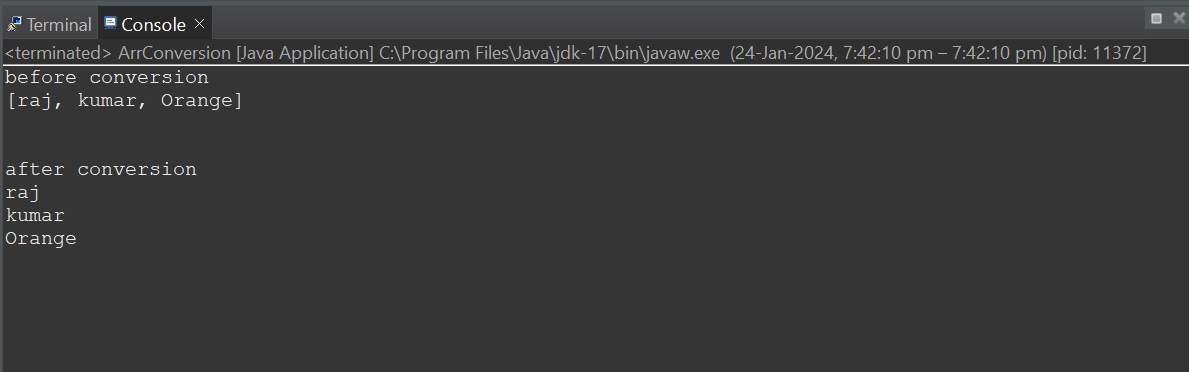 Terminal Console
<terminated> ArrConversion [Java Application] C:\Program Files\Java\jdk-17\bin\javaw.exe (24-Jan-2024, 7:42:10 pm – 7:42:10 pm) [pid: 11372]
before conversion
[raj, kumar, Orange]
after conversion
raj
kumar
Orange